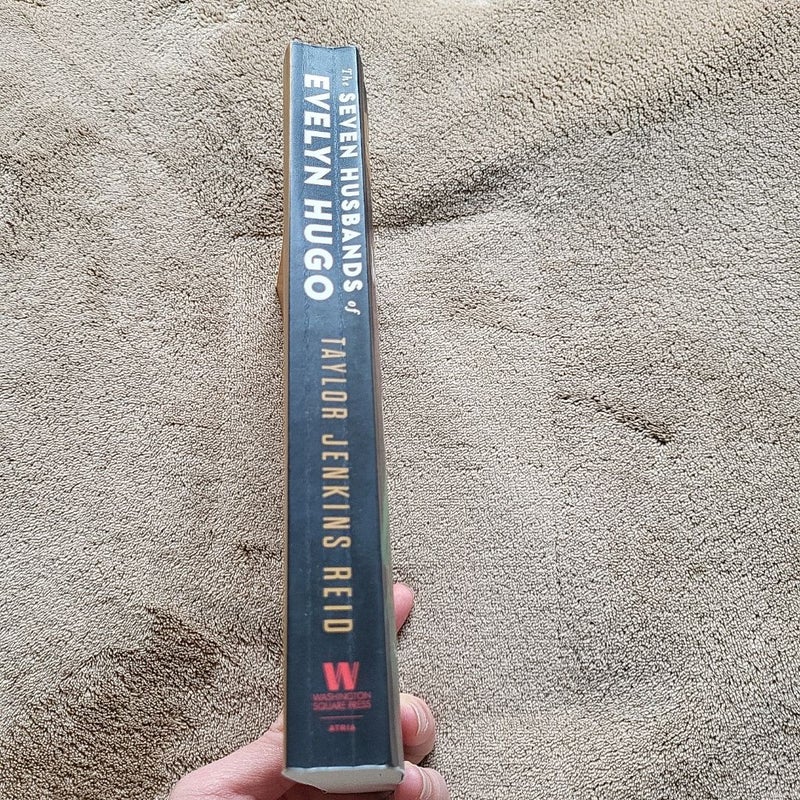 The SEVEN HUSBANDS of
EVELYN HUGO
TAYLOR JENKINS REID
W
WASHINGTON
SQUARE PRESS
ATRIA